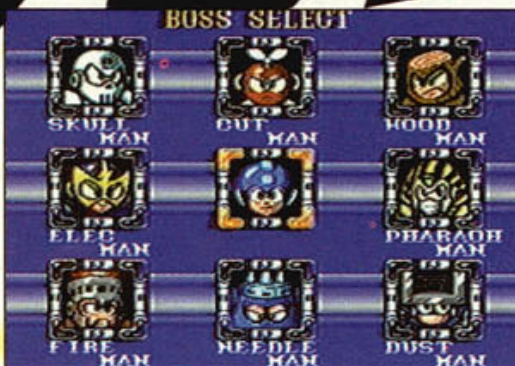 BOSS SELECT
SKULL MAN
CUT MAN
WOOD MAN
ELEC MAN
PHARAOH MAN
FIRE MAN
NEEDLE MAN
DUST MAN